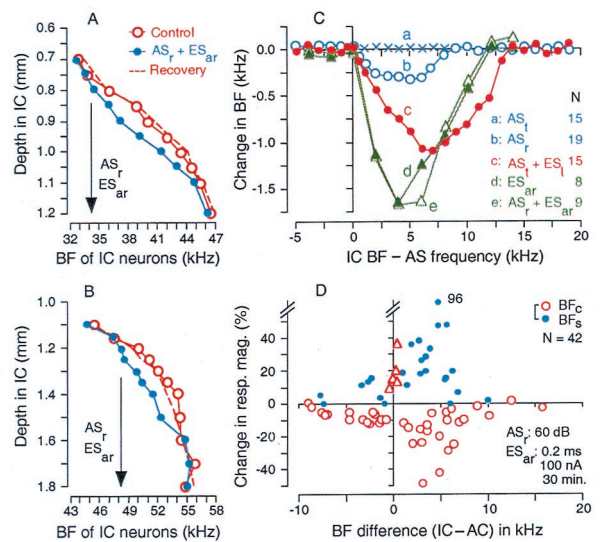 A
Control
ASr + ESar
Recovery
Depth in IC (mm)
0.6
0.7
0.8
0.9
1.0
1.1
1.2
ASr
ESar
32
35
38
41
44
47
BF of IC neurons (kHz)
B
Depth in IC (mm)
1.0
1.2
1.4
1.6
1.8
ASr
ESar
43
46
49
52
55
58
BF of IC neurons (kHz)
C
a
b
c
d
e
Change in BF (kHz)
0.0
-0.5
-1.0
-1.5
N
a: ASt 15
b: ASr 19
c: ASt + ESl 15
d: ESar 8
e: ASr + ESar 9
-5
0
5
10
15
20
IC BF – AS frequency (kHz)
D
96
BFc
BFs
N = 42
Change in resp. mag. (%)
40
20
0
-20
-40
ASr: 60 dB
ESar: 0.2 ms
100 nA
30 min.
-10
0
10
20
BF difference (IC–AC) in kHz